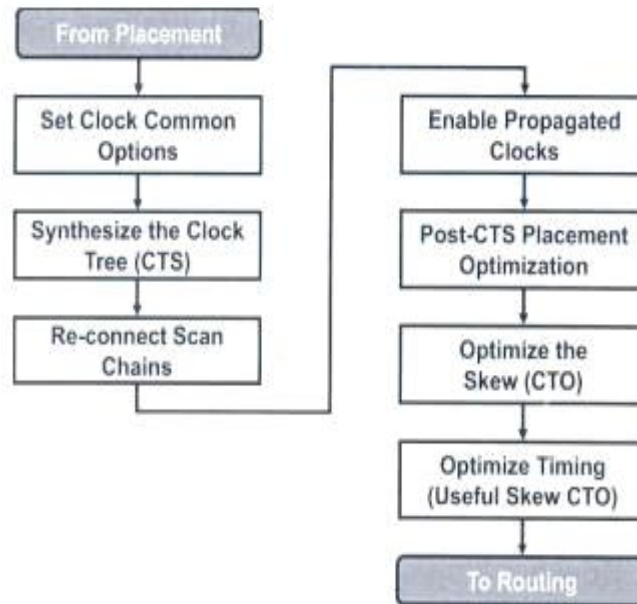 From Placement
Set Clock Common
Options
Synthesize the Clock
Tree (CTS)
Re-connect Scan
Chains
Enable Propagated
Clocks
Post-CTS Placement
Optimization
Optimize the
Skew (CTO)
Optimize Timing
(Useful Skew CTO)
To Routing